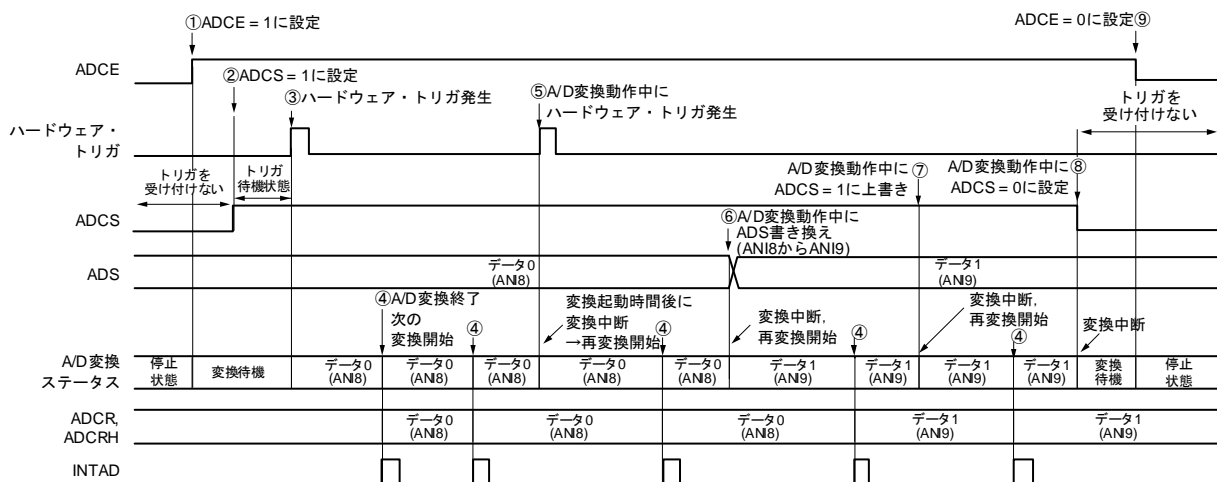 ①ADCE = 1に設定
ADCE = 0に設定⑨
ADCE
②ADCS = 1に設定
③ハードウェア・トリガ発生
⑤A/D変換動作中に
ハードウェア・トリガ発生
トリガを
受け付けない
ハードウェア・
トリガ
トリガを
受け付けない
トリガ
待機状態
A/D変換動作中に⑦
ADCS = 1に上書き
A/D変換動作中に⑧
ADCS = 0に設定
ADCS
⑥A/D変換動作中に
ADS書き換え
(ANI8からANI9)
ADS
データ0
(ANI8)
データ1
(ANI9)
④A/D変換終了
次の
変換開始
④
変換起動時間後に
変換中断
→再変換開始
④
変換中断,
再変換開始
④
変換中断,
再変換開始
④
変換中断
A/D変換
ステータス
停止
状態
変換待機
データ0
(ANI8)
データ0
(ANI8)
データ0
(ANI8)
データ0
(ANI8)
データ0
(ANI8)
データ1
(ANI9)
データ1
(ANI9)
データ1
(ANI9)
データ1
(ANI9)
変換
待機
停止
状態
ADCR,
ADCRH
データ0
(ANI8)
データ0
(ANI8)
データ0
(ANI8)
データ1
(ANI9)
データ1
(ANI9)
INTAD